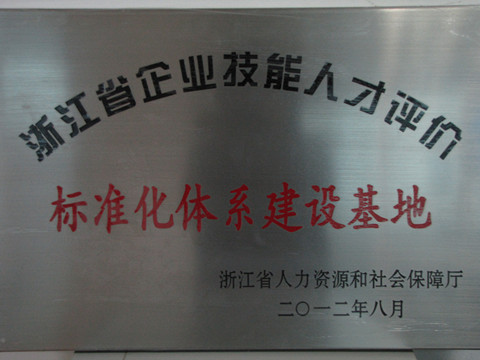 浙江省企业技能人才评价
标准化体系建设基地
浙江省人力资源和社会保障厅
二〇一二年八月